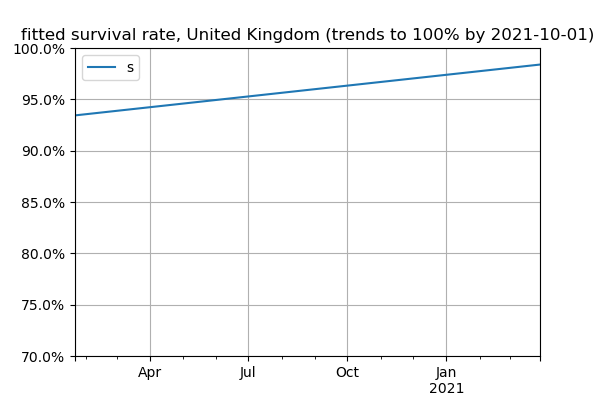 fitted survival rate, United Kingdom (trends to 100% by 2021-10-01)
100.0%
s
95.0%
90.0%
85.0%
80.0%
75.0%
70.0%
Apr Jul Oct Jan
2021